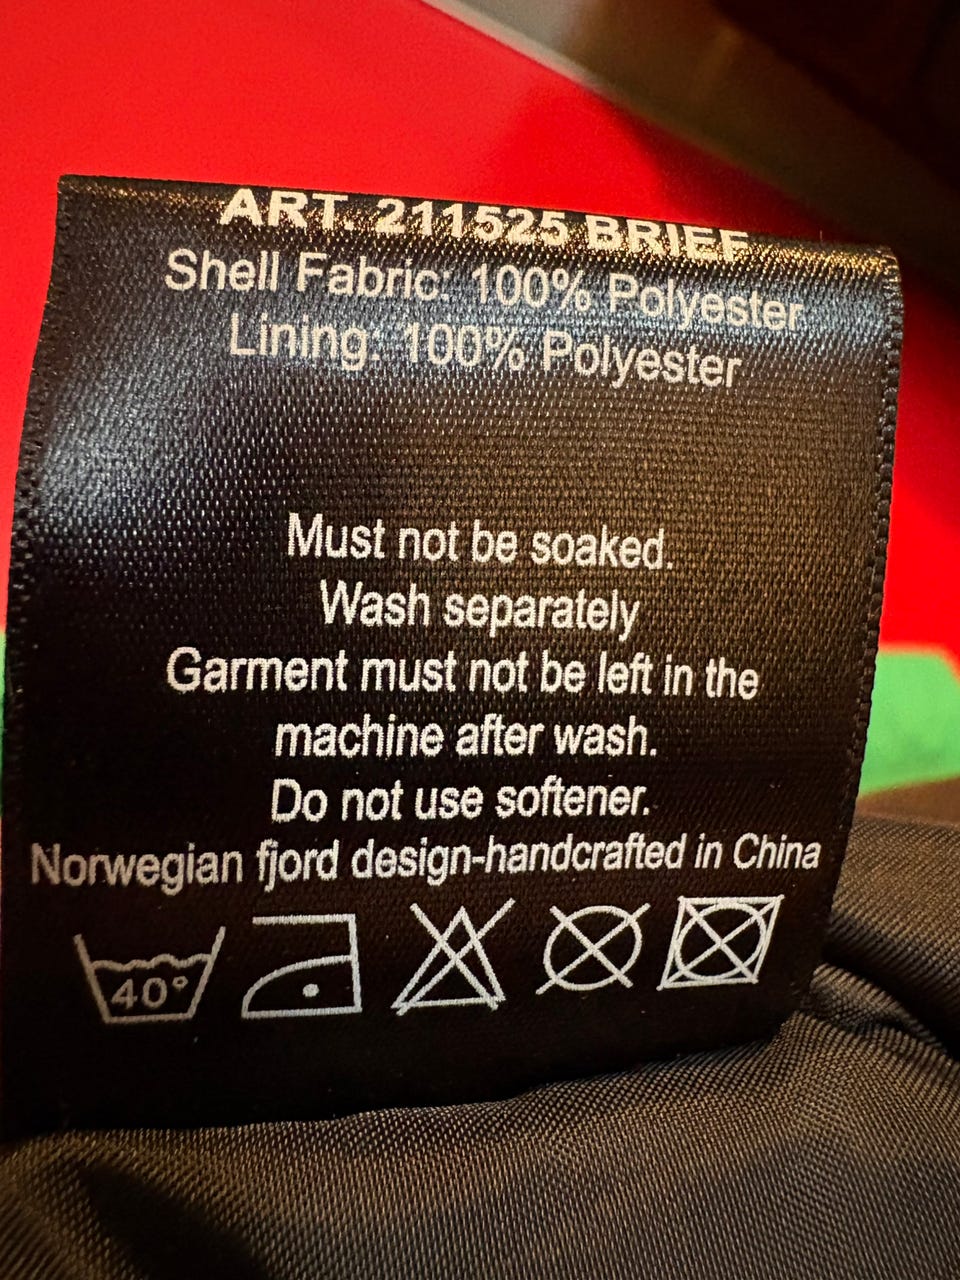 ART. 211525 BRIEF
Shell Fabric: 100% Polyester
Lining: 100% Polyester
Must not be soaked.
Wash separately
Garment must not be left in the
machine after wash.
Do not use softener.
Norwegian fjord design-handcrafted in China
40°